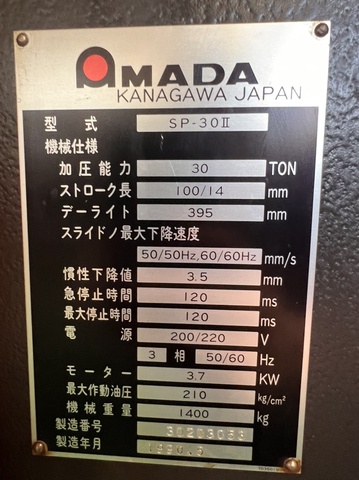 AMADA
KANAGAWA JAPAN
型式 SP-30Ⅱ
機械仕様
加圧能力 30 TON
ストローク長 100/14 mm
デーライト 395 mm
スライドノ最大下降速度
50/50Hz,60/60Hz mm/s
慣性下降値 3.5 mm
急停止時間 120 ms
最大停止時間 120 ms
電源 200/220 V
3 相 50/60 Hz
モーター 3.7 KW
最大作動油圧 210 kg/cm²
機械重量 1400 kg
製造番号
製造年月